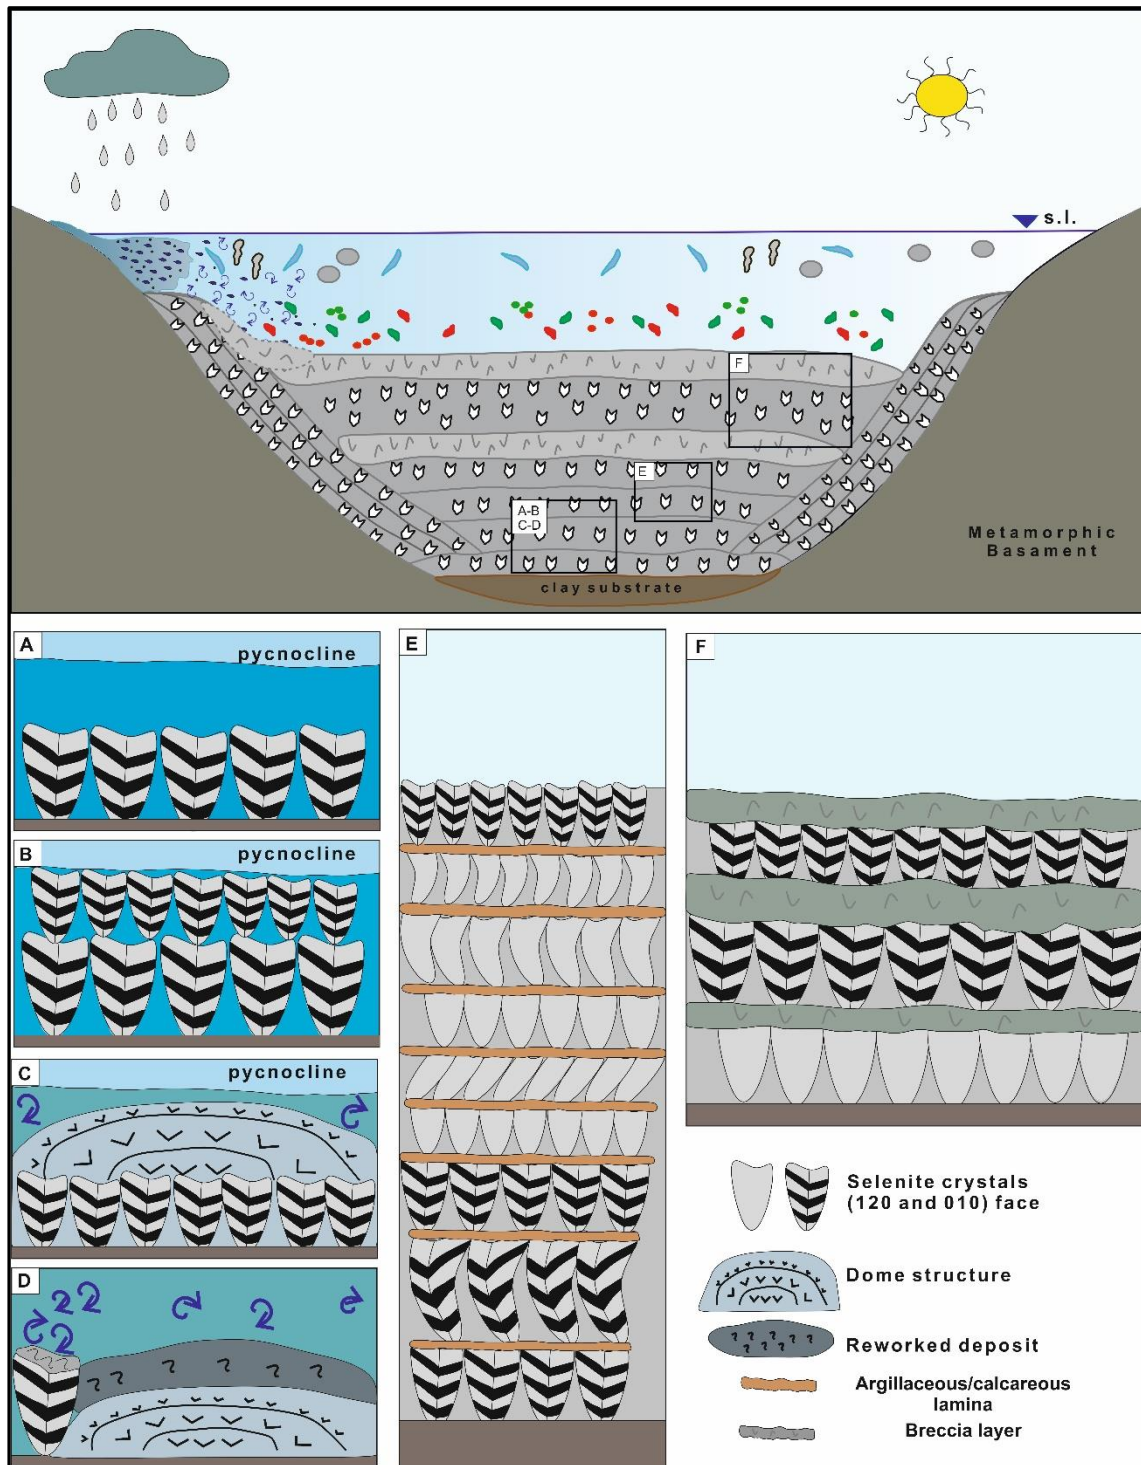 s.l.
F
E
A-B
C-D
Metamorphic
Basament
clay substrate
A
pycnocline
B
pycnocline
C
pycnocline
D
E
F
Selenite crystals
(120 and 010) face
Dome structure
Reworked deposit
Argillaceous/calcareous
lamina
Breccia layer